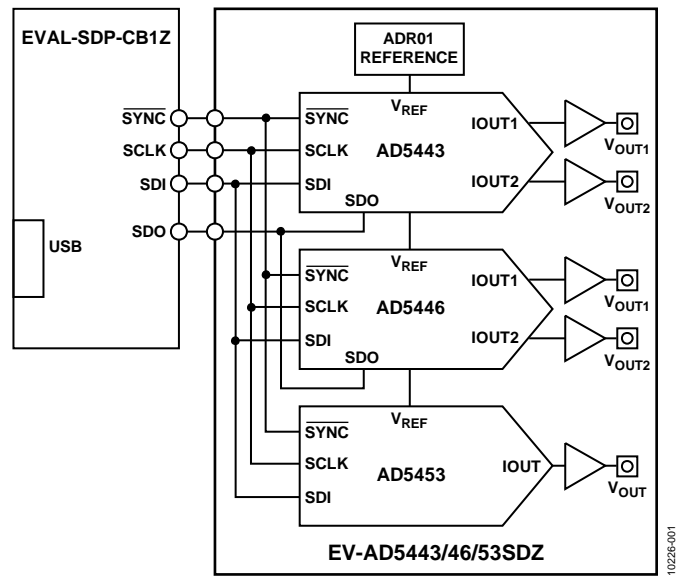 EVAL-SDP-CB1Z
ADR01
REFERENCE
SYNC
SCLK
SDI
SDO
USB
SYNC
SCLK
SDI
SDO
VREF
AD5443
IOUT1
IOUT2
VOUT1
VOUT2
SYNC
SCLK
SDI
SDO
VREF
AD5446
IOUT1
IOUT2
VOUT1
VOUT2
SYNC
SCLK
SDI
VREF
AD5453
IOUT
VOUT
EV-AD5443/46/53SDZ
10226-001